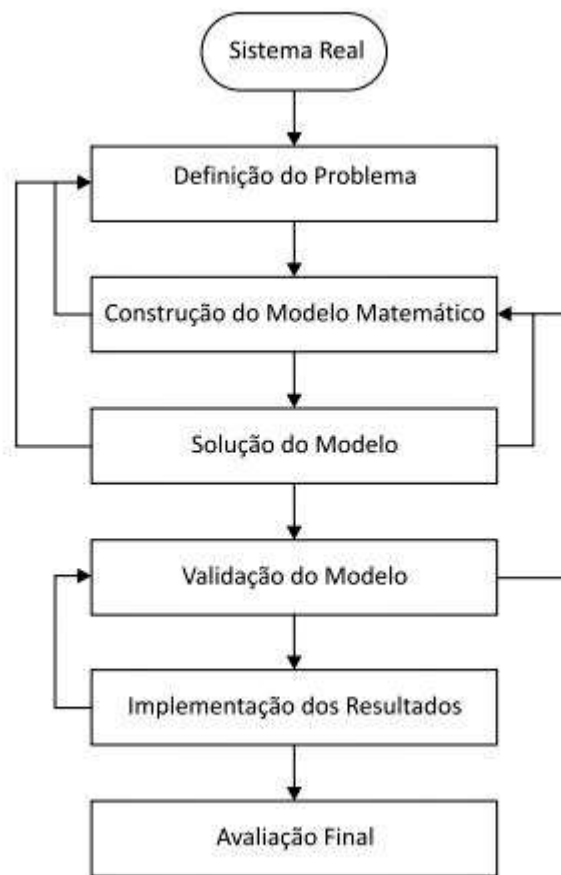 Sistema Real
Definição do Problema
Construção do Modelo Matemático
Solução do Modelo
Validação do Modelo
Implementação dos Resultados
Avaliação Final